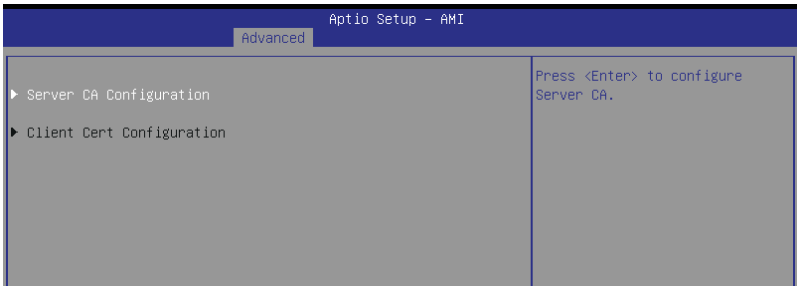 Aptio Setup - AMI
Advanced
▶ Server CA Configuration
▶ Client Cert Configuration
Press <Enter> to configure
Server CA.